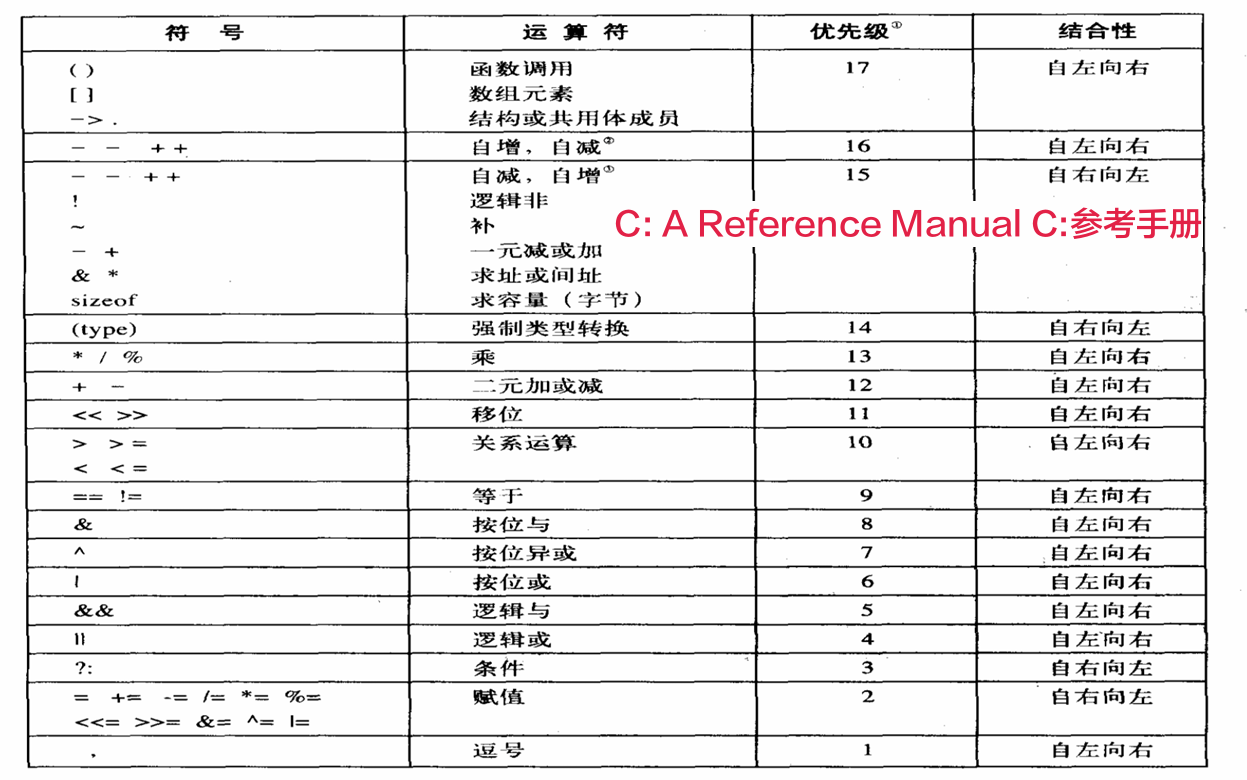 符 号 运 算 符 优先级① 结合性
( ) 函数调用 17 自左向右
[ ] 数组元素
-> . 结构或共用体成员
- - + + 自增, 自减② 16 自左向右
- - + + 自减, 自增① 15 自右向左
! 逻辑非
~ 补
C: A Reference Manual C:参考手册
- + 一元减或加
& * 求址或间址
sizeof 求容量 (字节)
(type) 强制类型转换 14 自右向左
* / % 乘 13 自左向右
+ - 二元加或减 12 自左向右
<< >> 移位 11 自左向右
> > = 关系运算 10 自左向右
< < =
== != 等于 9 自左向右
& 按位与 8 自左向右
^ 按位异或 7 自左向右
| 按位或 6 自左向右
&& 逻辑与 5 自左向右
|| 逻辑或 4 自左向右
?: 条件 3 自右向左
= += -= /= *= %= 赋值 2 自右向左
<<= >>= &= ^= |=
, 逗号 1 自左向右